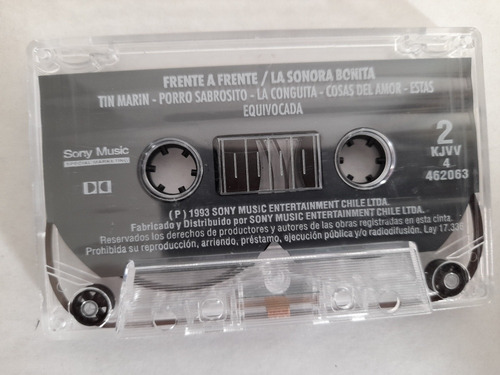 FRENTE A FRENTE / LA SONORA BONITA
TIN MARIN - PORRO SABROSITO - LA CONGUITA - COSAS DEL AMOR - ESTAS
EQUIVOCADA
Sony Music
2
KJVV
4
462063
( P ) 1993 SONY MUSIC ENTERTAINMENT CHILE LTDA.
Fabricado y Distribuido por SONY MUSIC ENTERTAINMENT CHILE LTDA.
Reservados los derechos de productores y autores de las obras registradas en esta cinta.
Prohibida su reproducción, arriendo, préstamo, ejecución pública y/o radiodifusión. Ley 17.336